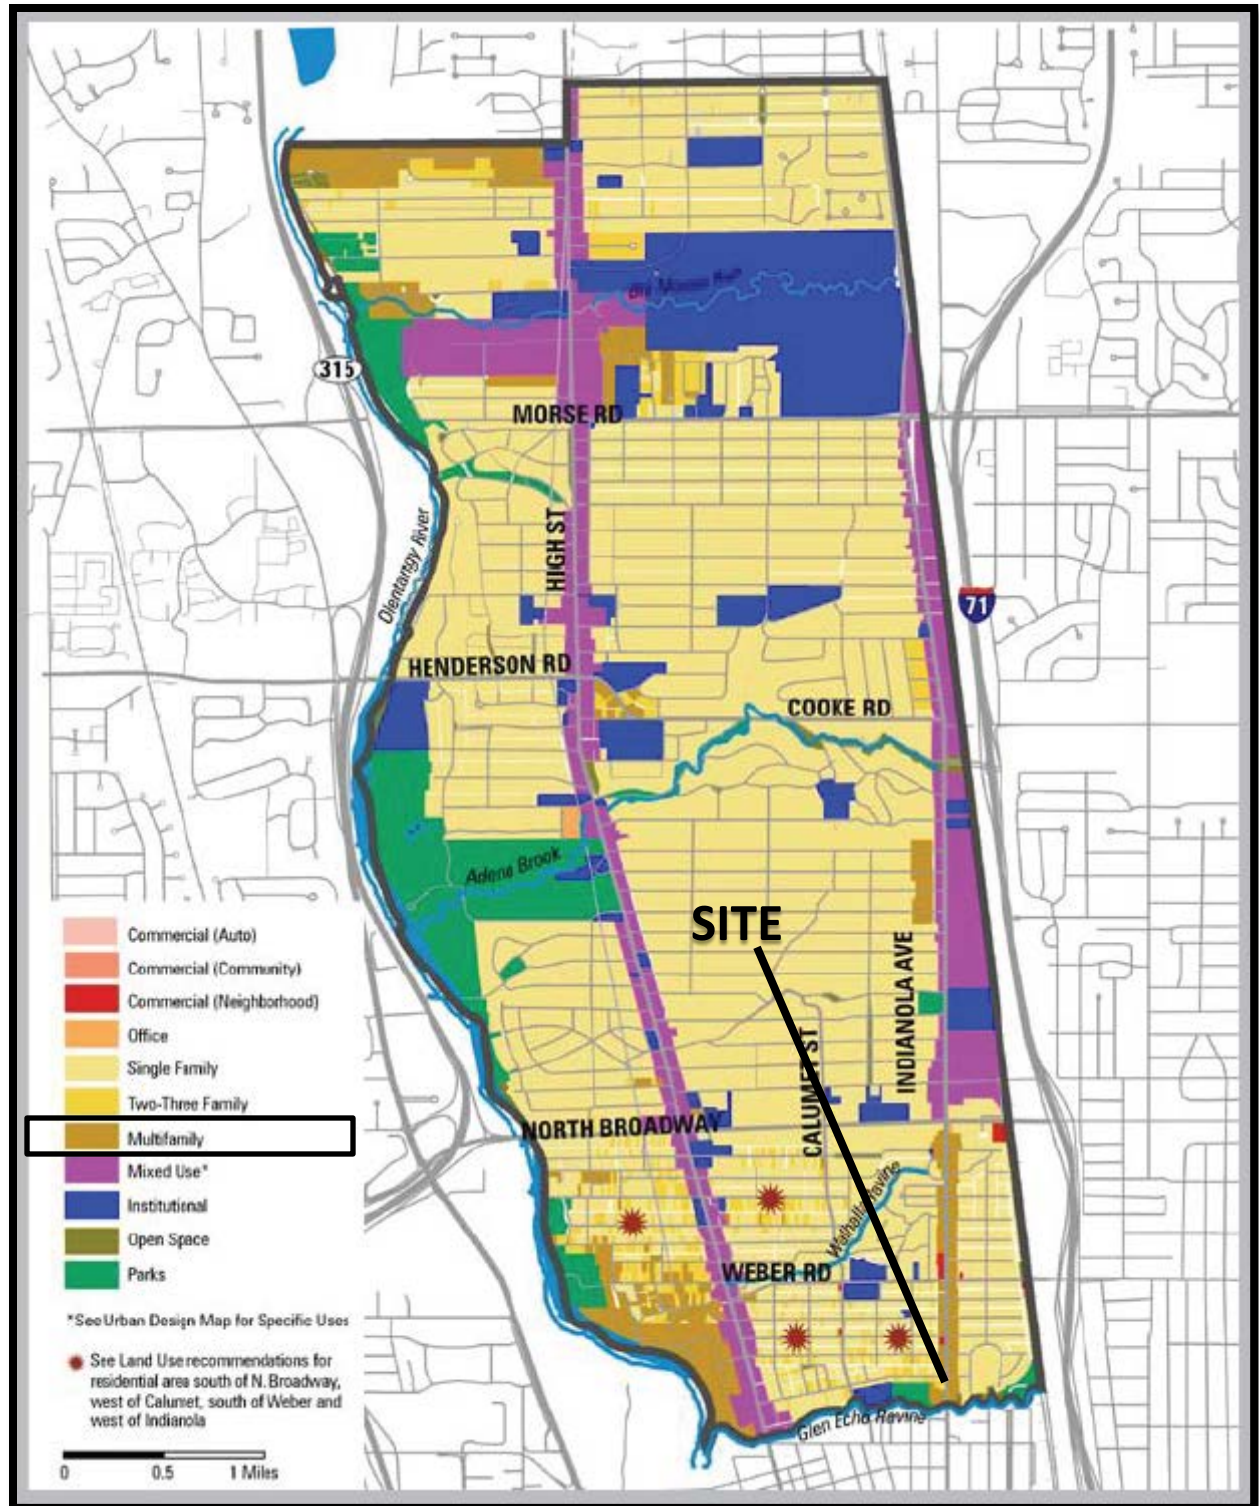 Big Walnut Run
315
MORSE RD
HIGH ST
Olentangy River
71
HENDERSON RD
COOKE RD
Adena Brook
SITE
INDIANOLA AVE
CALUMET ST
NORTH BROADWAY
Walhalla Ravine
WEBER RD
Glen Echo Ravine
Commercial (Auto)
Commercial (Community)
Commercial (Neighborhood)
Office
Single Family
Two-Three Family
Multifamily
Mixed Use*
Institutional
Open Space
Parks
*See Urban Design Map for Specific Uses
See Land Use recommendations for
residential area south of N. Broadway,
west of Calumet, south of Weber and
west of Indianola
0 0.5 1 Miles